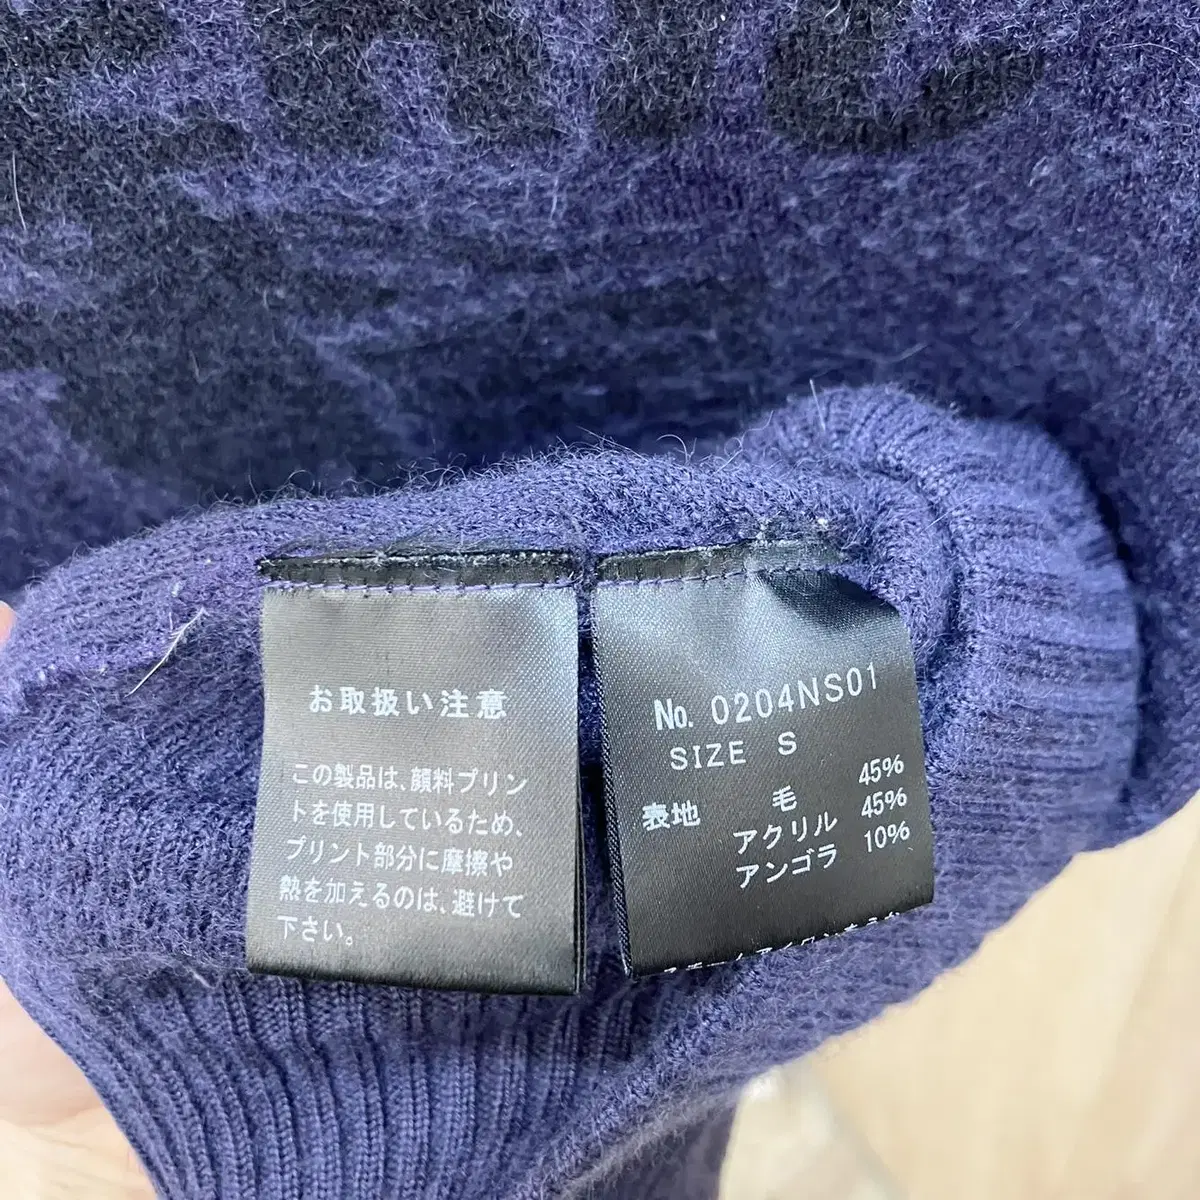 お取扱い注意
この製品は、顔料プリン
トを使用しているため、
プリント部分に摩擦や
熱を加えるのは、避けて
下さい。
No. 0204NS01
SIZE S
表地 毛 45%
アクリル 45%
アンゴラ 10%